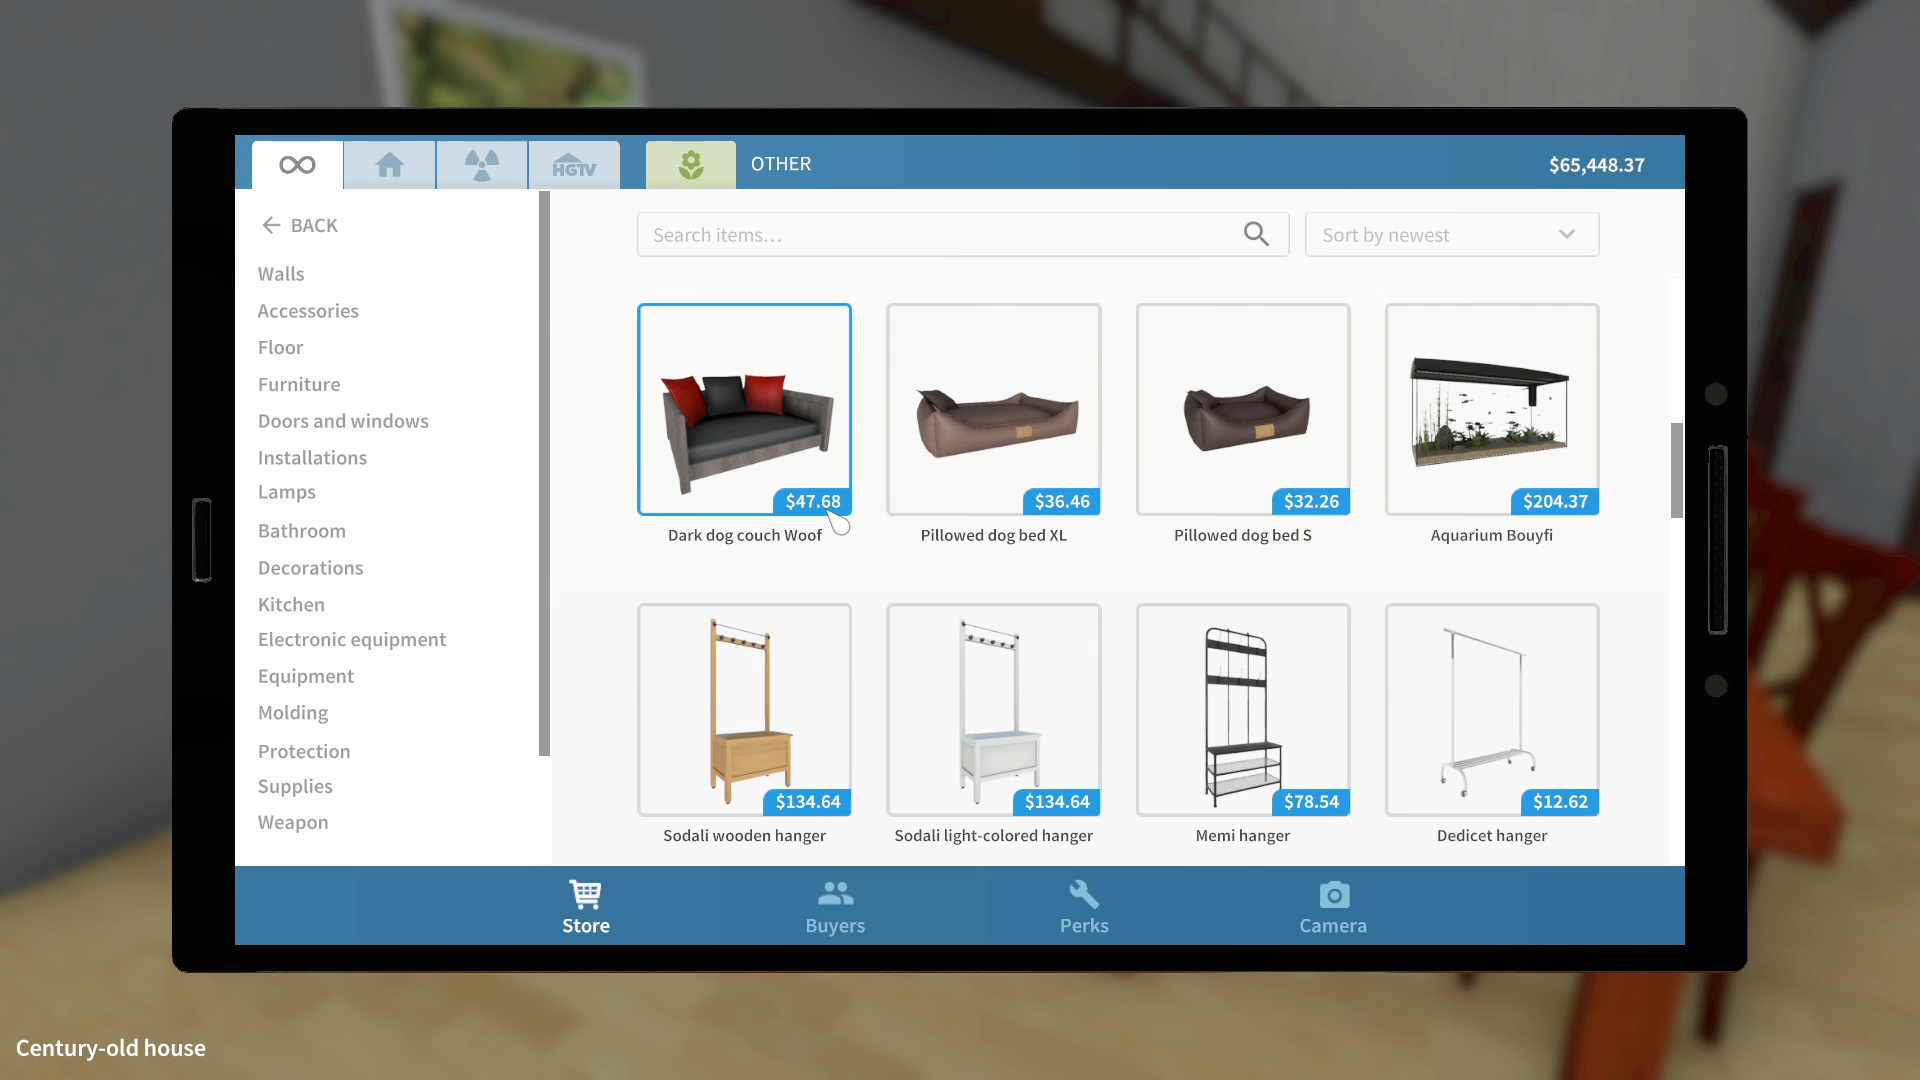 HGTV
OTHER
$65,448.37
BACK
Walls
Accessories
Floor
Furniture
Doors and windows
Installations
Lamps
Bathroom
Decorations
Kitchen
Electronic equipment
Equipment
Molding
Protection
Supplies
Weapon
Search items...
Sort by newest
$47.68
$36.46
$32.26
$204.37
Dark dog couch Woof
Pillowed dog bed XL
Pillowed dog bed S
Aquarium Bouyfi
$134.64
$134.64
$78.54
$12.62
Sodali wooden hanger
Sodali light-colored hanger
Memi hanger
Dedicet hanger
Store
Buyers
Perks
Camera
Century-old house